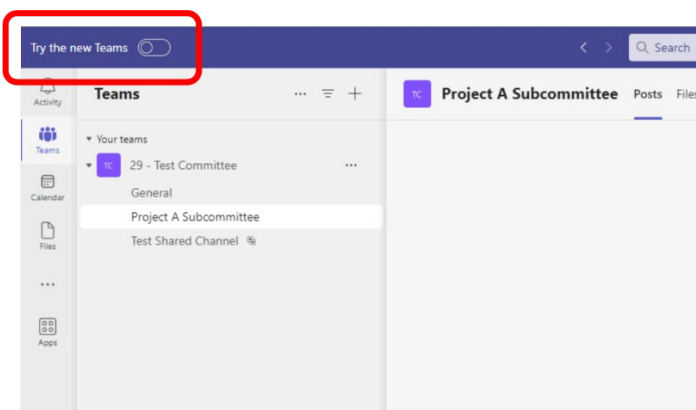 Try the new Teams
Search
Activity
Teams
Calendar
Files
...
Apps
Teams
...
Your teams
TC 29 - Test Committee ...
General
Project A Subcommittee
Test Shared Channel
TC Project A Subcommittee Posts Files